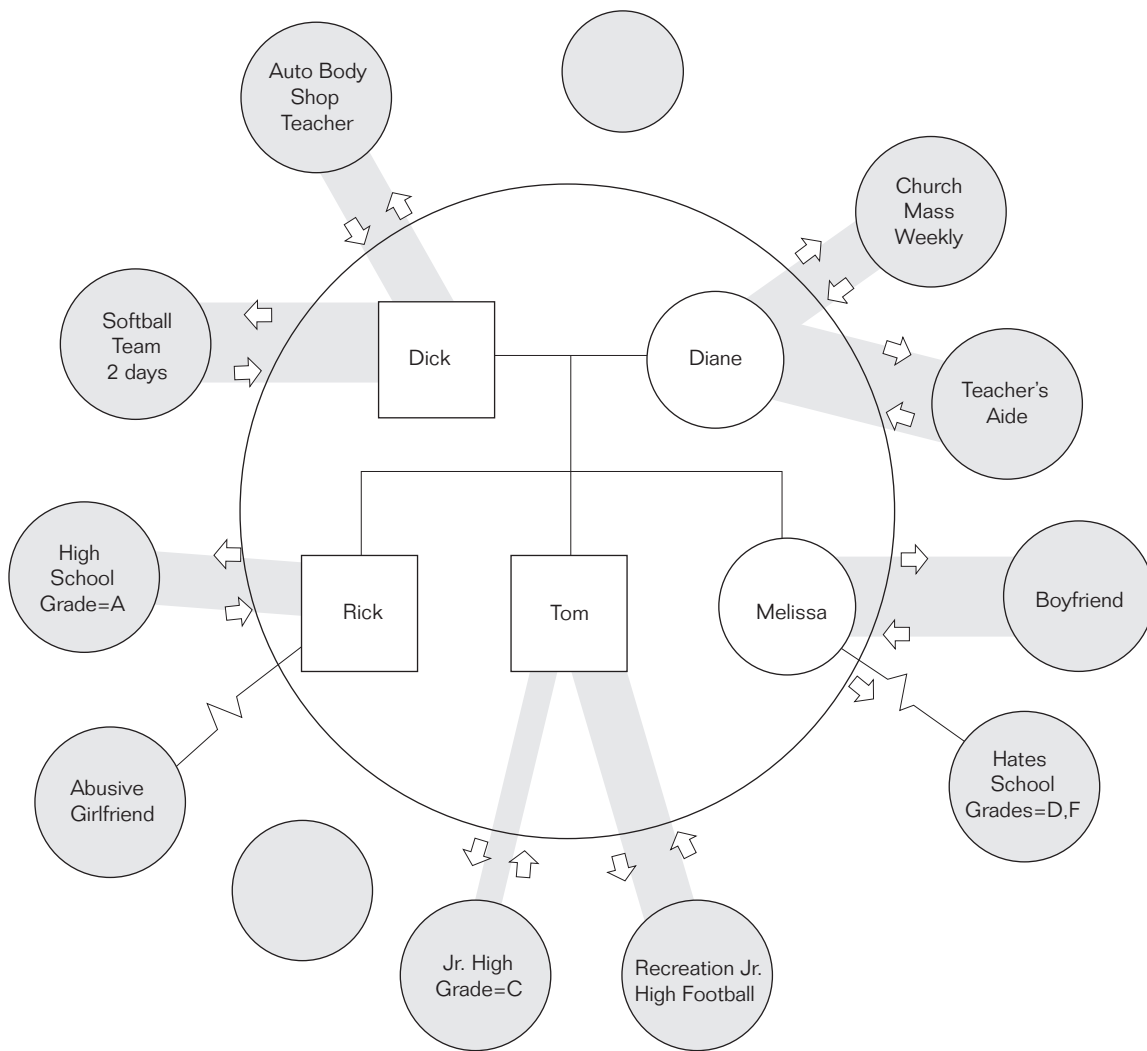 Auto Body
Shop
Teacher
Church
Mass
Weekly
Softball
Team
2 days
Dick
Diane
Teacher's
Aide
High
School
Grade=A
Rick
Tom
Melissa
Boyfriend
Abusive
Girlfriend
Hates
School
Grades=D,F
Jr. High
Grade=C
Recreation Jr.
High Football